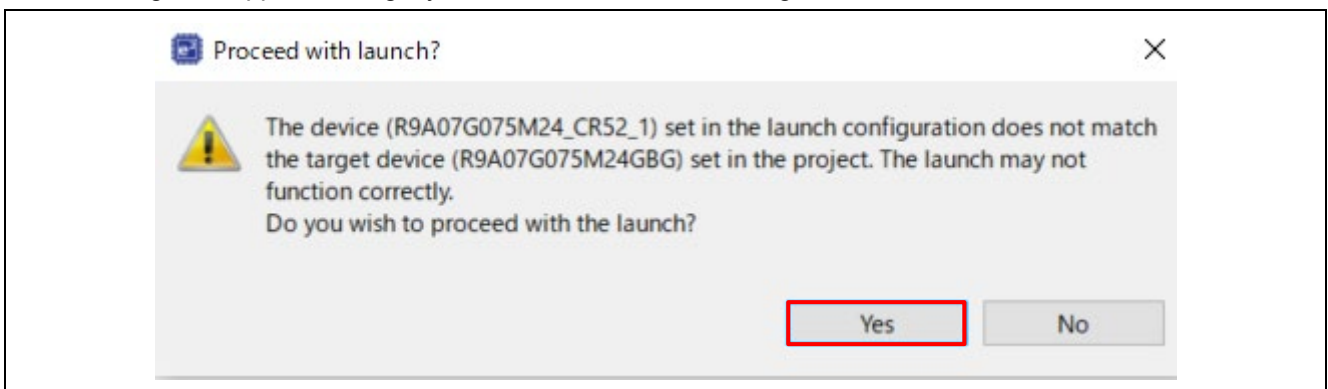 Proceed with launch?
The device (R9A07G075M24_CR52_1) set in the launch configuration does not match
the target device (R9A07G075M24GBG) set in the project. The launch may not
function correctly.
Do you wish to proceed with the launch?
Yes No